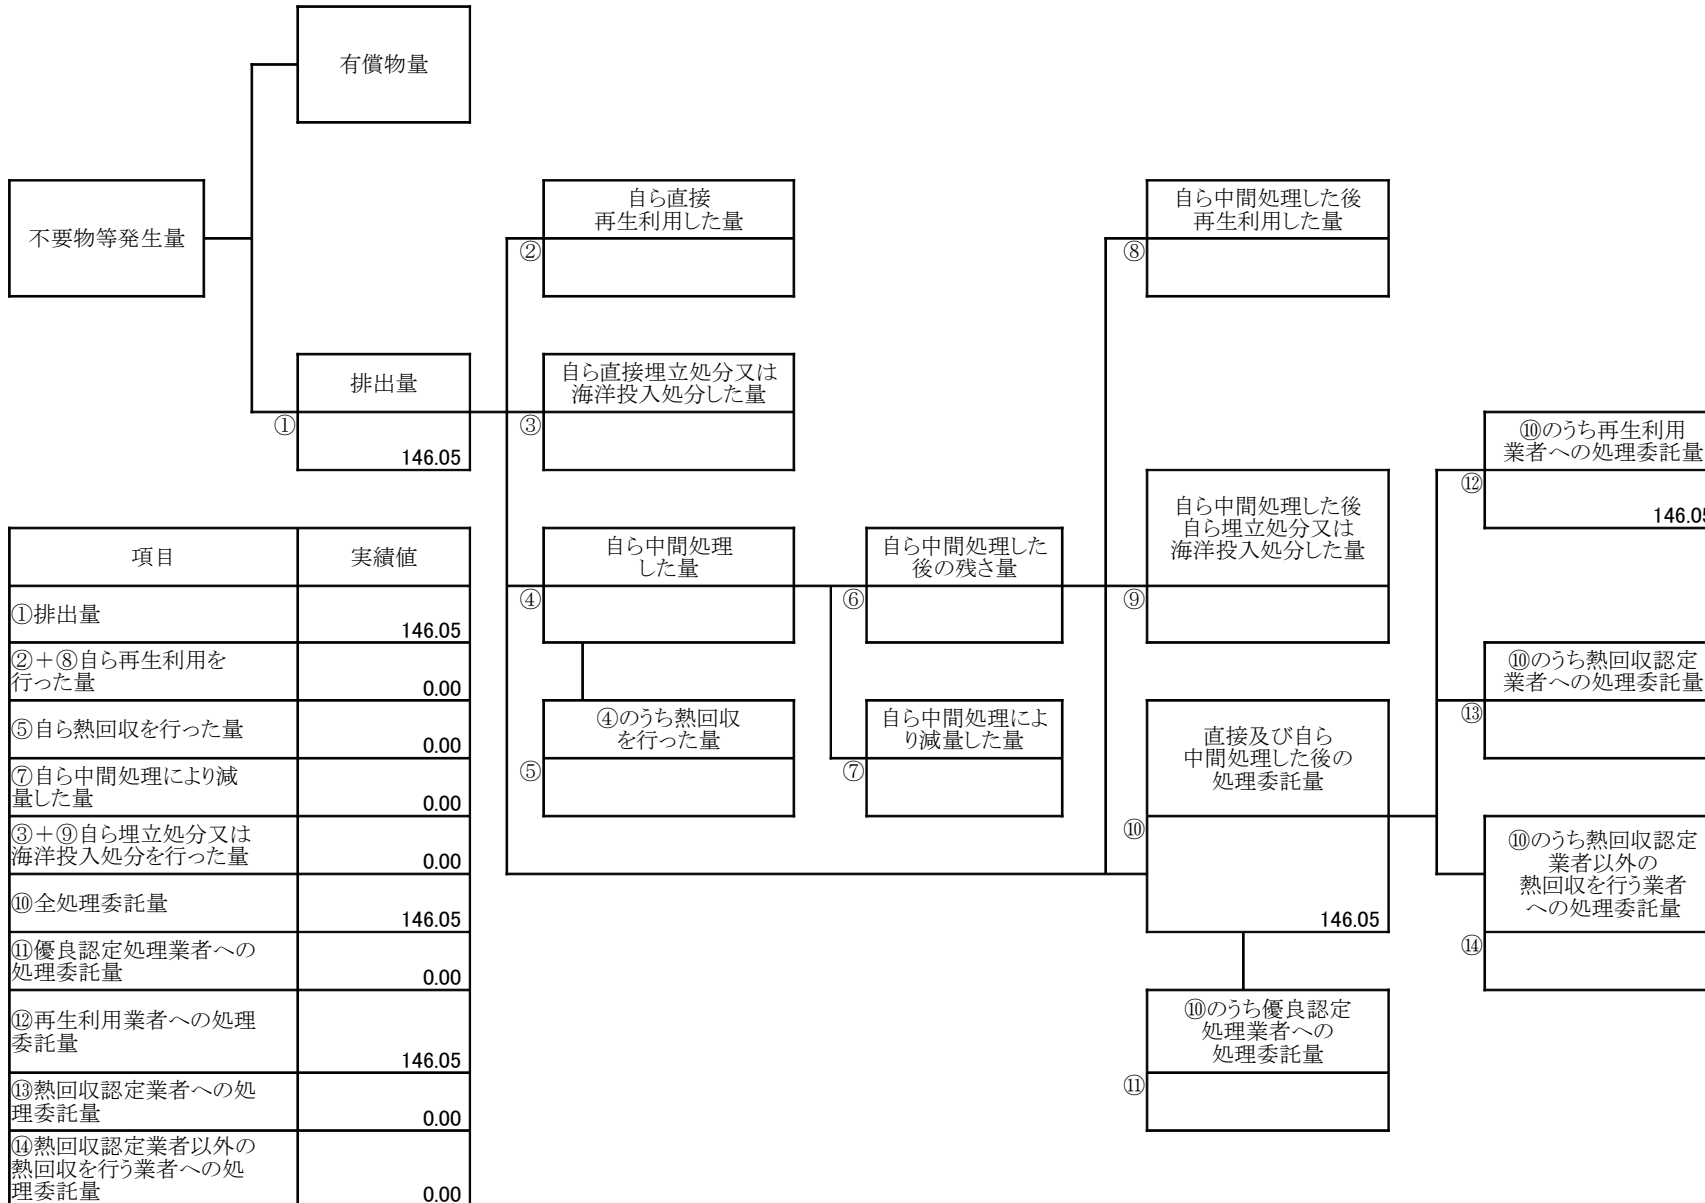 有償物量
不要物等発生量
自ら直接
再生利用した量
②
自ら中間処理した後
再生利用した量
⑧
排出量
①
146.05
自ら直接埋立処分又は
海洋投入処分した量
③
⑩のうち再生利用
業者への処理委託量
⑫
146.05
自ら中間処理
した量
④
自ら中間処理した
後の残さ量
⑥
自ら中間処理した後
自ら埋立処分又は
海洋投入処分した量
⑨
④のうち熱回収
を行った量
⑤
自ら中間処理によ
り減量した量
⑦
直接及び自ら
中間処理した後の
処理委託量
⑩
146.05
⑩のうち熱回収認定
業者への処理委託量
⑬
⑩のうち熱回収認定
業者以外の
熱回収を行う業者
への処理委託量
⑭
⑩のうち優良認定
処理業者への
処理委託量
⑪
項目 実績値
①排出量 146.05
②+⑧自ら再生利用を
行った量 0.00
⑤自ら熱回収を行った量 0.00
⑦自ら中間処理により減
量した量 0.00
③+⑨自ら埋立処分又は
海洋投入処分を行った量 0.00
⑩全処理委託量 146.05
⑪優良認定処理業者への
処理委託量 0.00
⑫再生利用業者への処理
委託量 146.05
⑬熱回収認定業者への処
理委託量 0.00
⑭熱回収認定業者以外の
熱回収を行う業者への処
理委託量 0.00